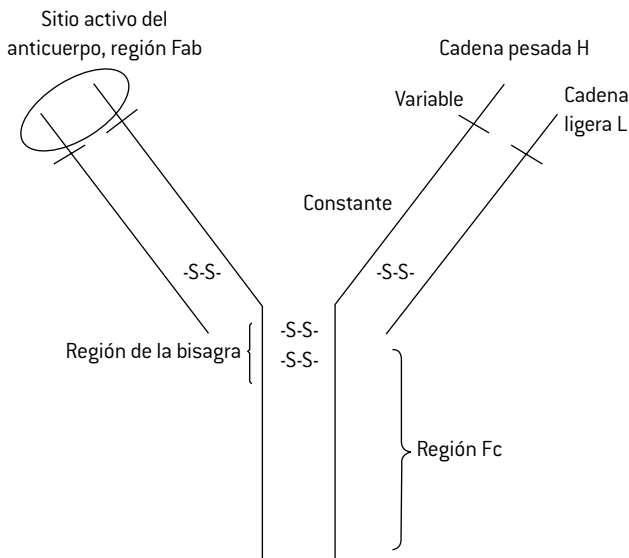 Sitio activo del
anticuerpo, región Fab
Cadena pesada H
Variable
Cadena
ligera L
Constante
-S-S-
-S-S-
-S-S-
-S-S-
Región de la bisagra
Región Fc